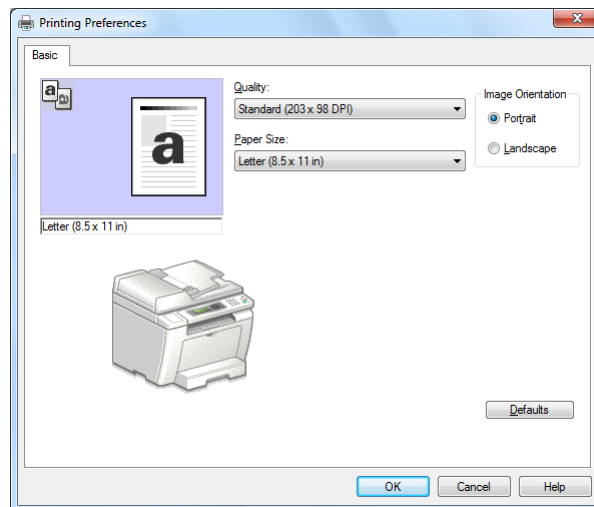 Printing Preferences
Basic
a
a
a
Letter (8.5 x 11 in)
Quality:
Standard (203 x 98 DPI)
Paper Size:
Letter (8.5 x 11 in)
Image Orientation
Portrait
Landscape
Defaults
OK
Cancel
Help